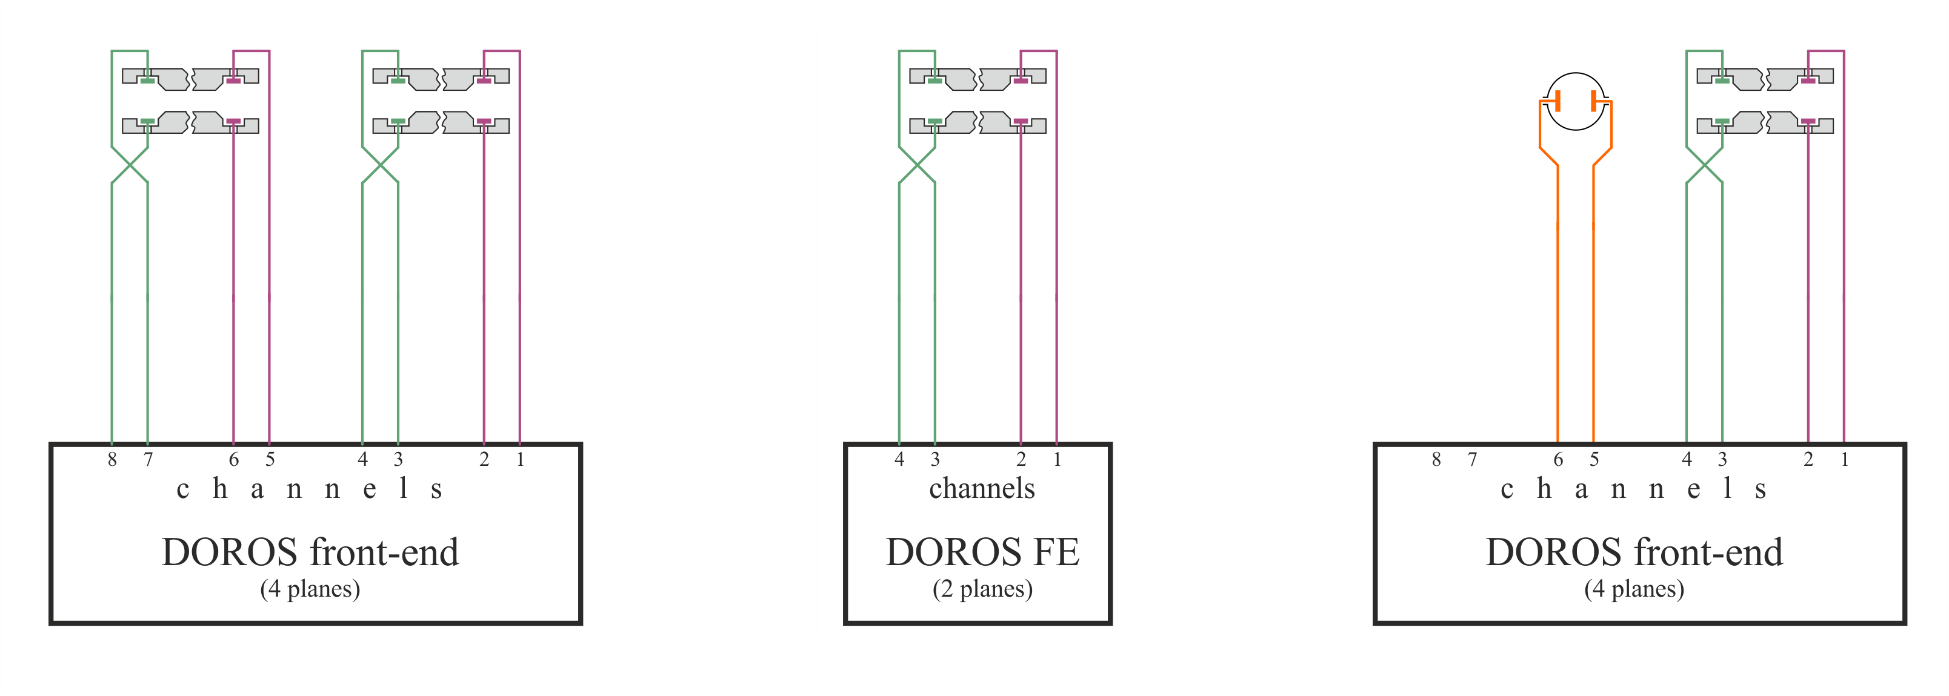 8 7 6 5 4 3 2 1
c h a n n e l s
DOROS front-end
(4 planes)
4 3 2 1
channels
DOROS FE
(2 planes)
8 7 6 5 4 3 2 1
c h a n n e l s
DOROS front-end
(4 planes)